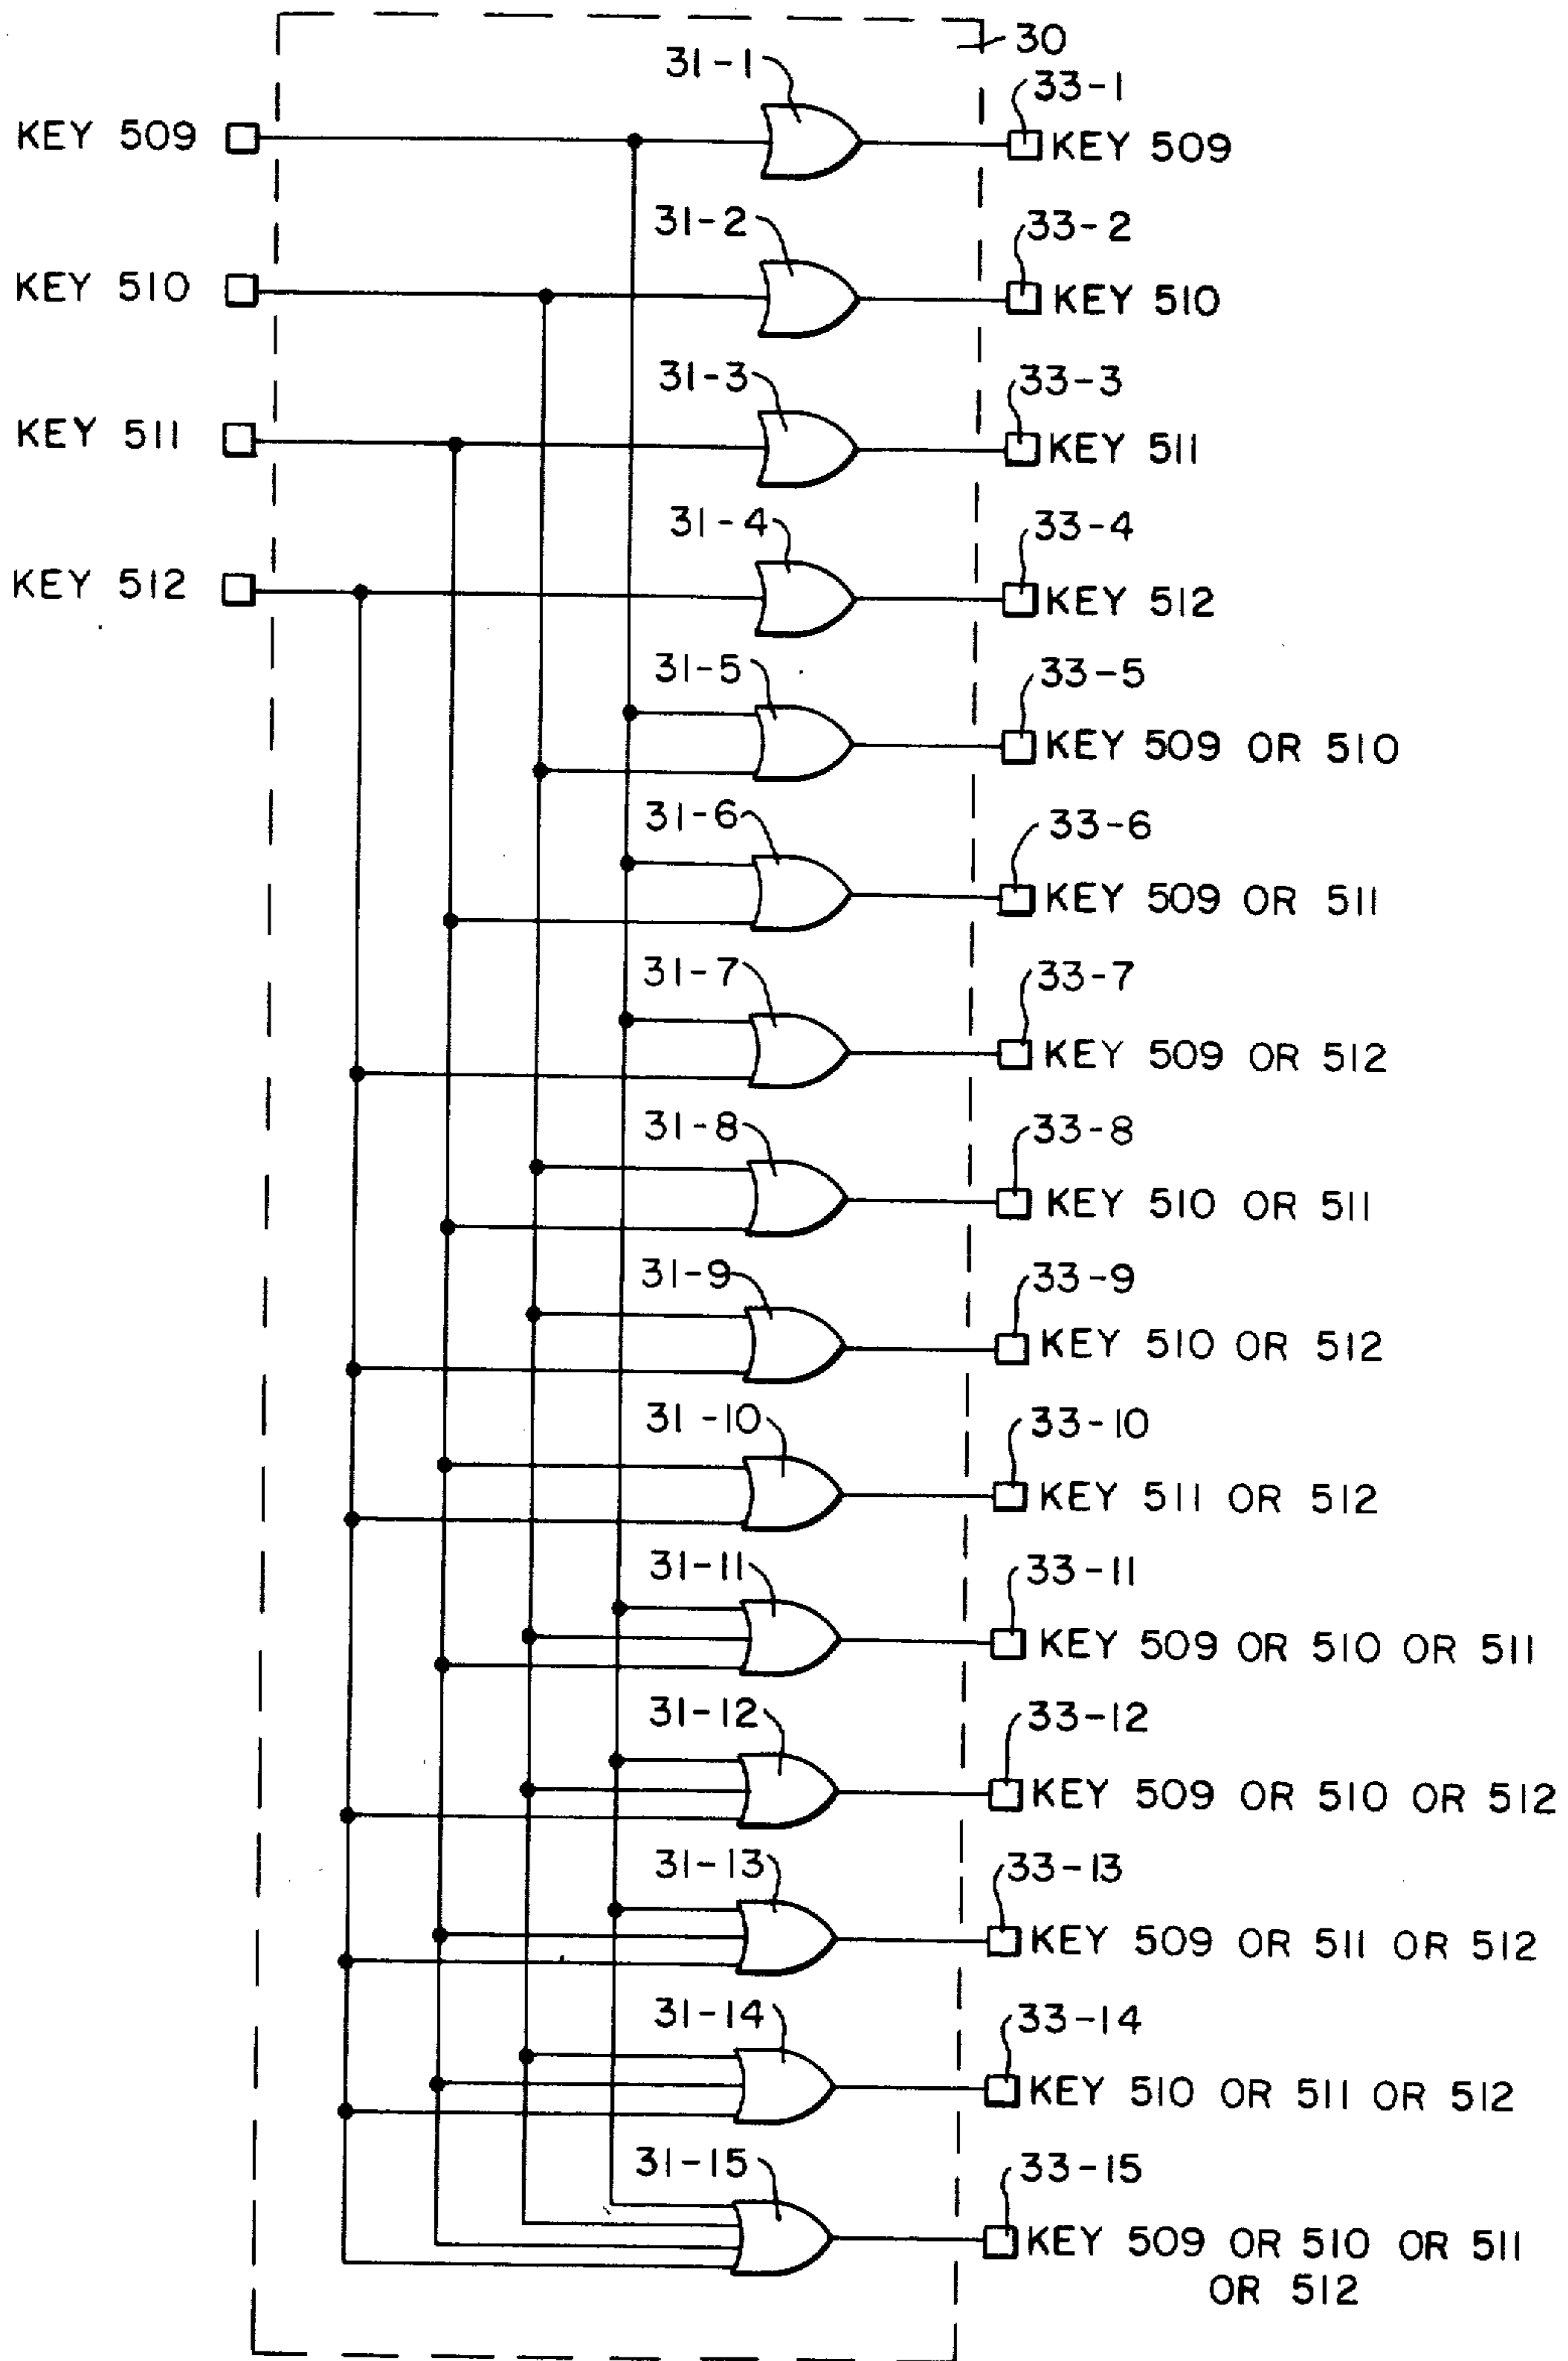 30
31-1
33-1
KEY 509
KEY 509
31-2
33-2
KEY 510
KEY 510
31-3
33-3
KEY 511
KEY 511
31-4
33-4
KEY 512
KEY 512
31-5
33-5
KEY 509 OR 510
31-6
33-6
KEY 509 OR 511
31-7
33-7
KEY 509 OR 512
31-8
33-8
KEY 510 OR 511
31-9
33-9
KEY 510 OR 512
31-10
33-10
KEY 511 OR 512
31-11
33-11
KEY 509 OR 510 OR 511
31-12
33-12
KEY 509 OR 510 OR 512
31-13
33-13
KEY 509 OR 511 OR 512
31-14
33-14
KEY 510 OR 511 OR 512
31-15
33-15
KEY 509 OR 510 OR 511
OR 512